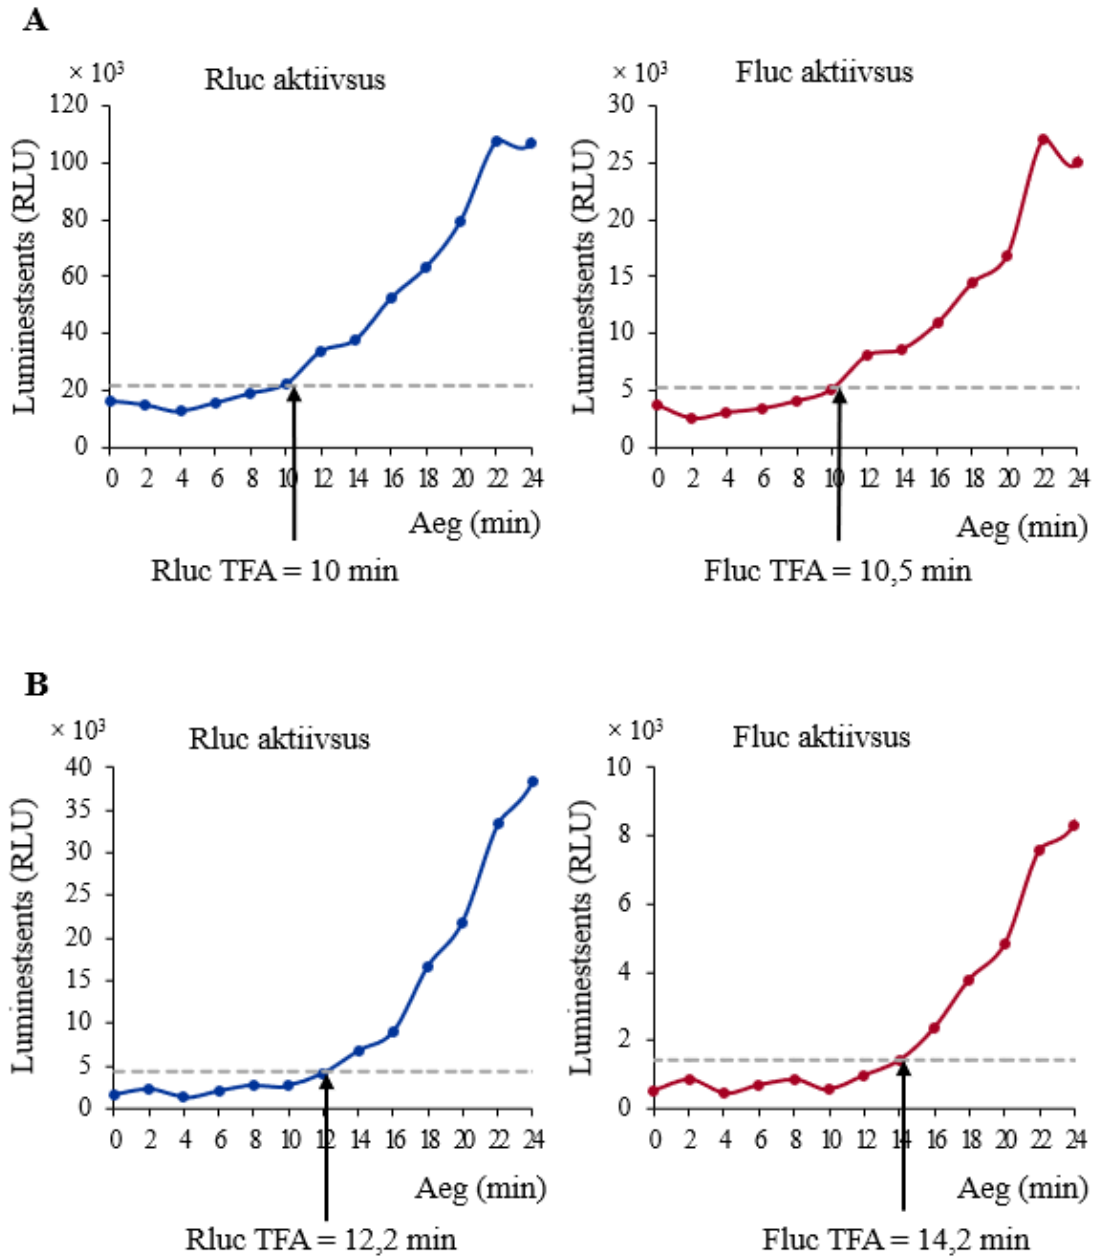 A
× 10³
Rluc aktiivsus
Luminestsents (RLU)
120
100
80
60
40
20
0
0 2 4 6 8 10 12 14 16 18 20 22 24
Aeg (min)
Rluc TFA = 10 min
× 10³
Fluc aktiivsus
Luminestsents (RLU)
30
25
20
15
10
5
0
0 2 4 6 8 10 12 14 16 18 20 22 24
Aeg (min)
Fluc TFA = 10,5 min
B
× 10³
Rluc aktiivsus
Luminestsents (RLU)
40
35
30
25
20
15
10
5
0
0 2 4 6 8 10 12 14 16 18 20 22 24
Aeg (min)
Rluc TFA = 12,2 min
× 10³
Fluc aktiivsus
Luminestsents (RLU)
10
8
6
4
2
0
0 2 4 6 8 10 12 14 16 18 20 22 24
Aeg (min)
Fluc TFA = 14,2 min